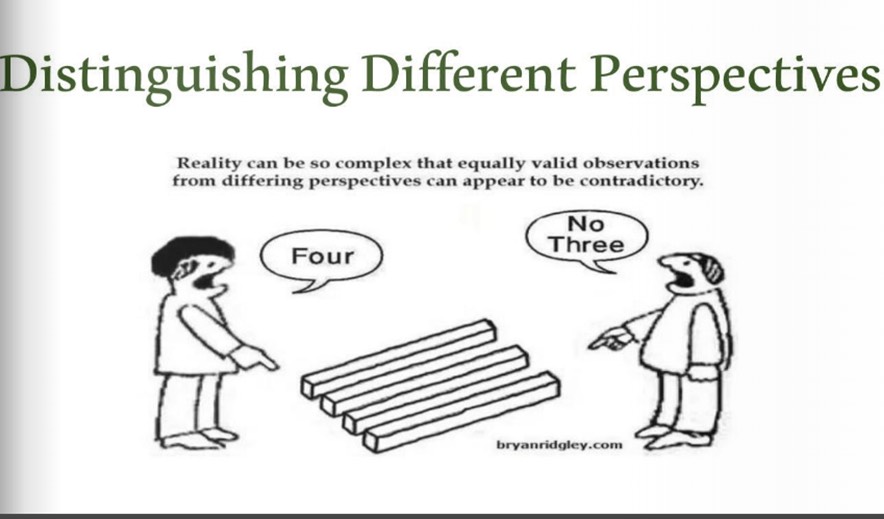 Distinguishing Different Perspectives
Reality can be so complex that equally valid observations
from differing perspectives can appear to be contradictory.
Four
No
Three
bryanridgley.com